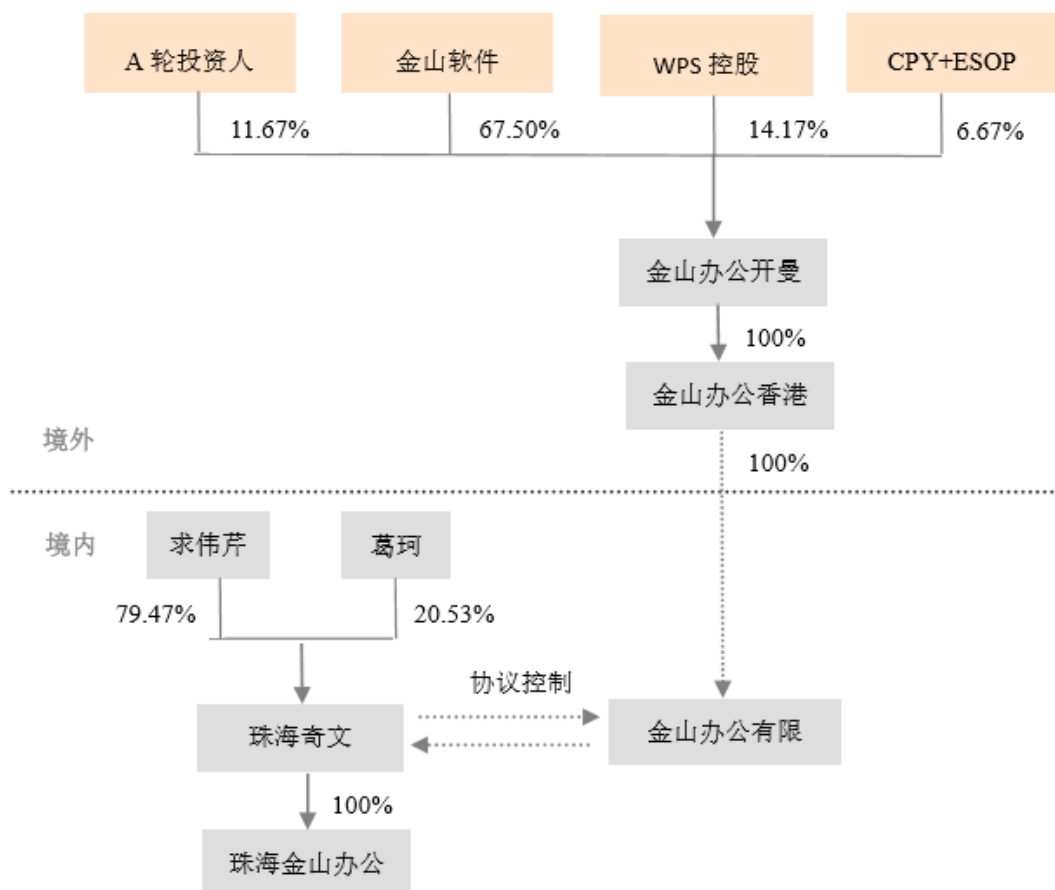 A 轮投资人
金山软件
WPS 控股
CPY+ESOP
11.67%
67.50%
14.17%
6.67%
金山办公开曼
100%
金山办公香港
境外
100%
境内
求伟芹
葛珂
79.47%
20.53%
协议控制
珠海奇文
金山办公有限
100%
珠海金山办公